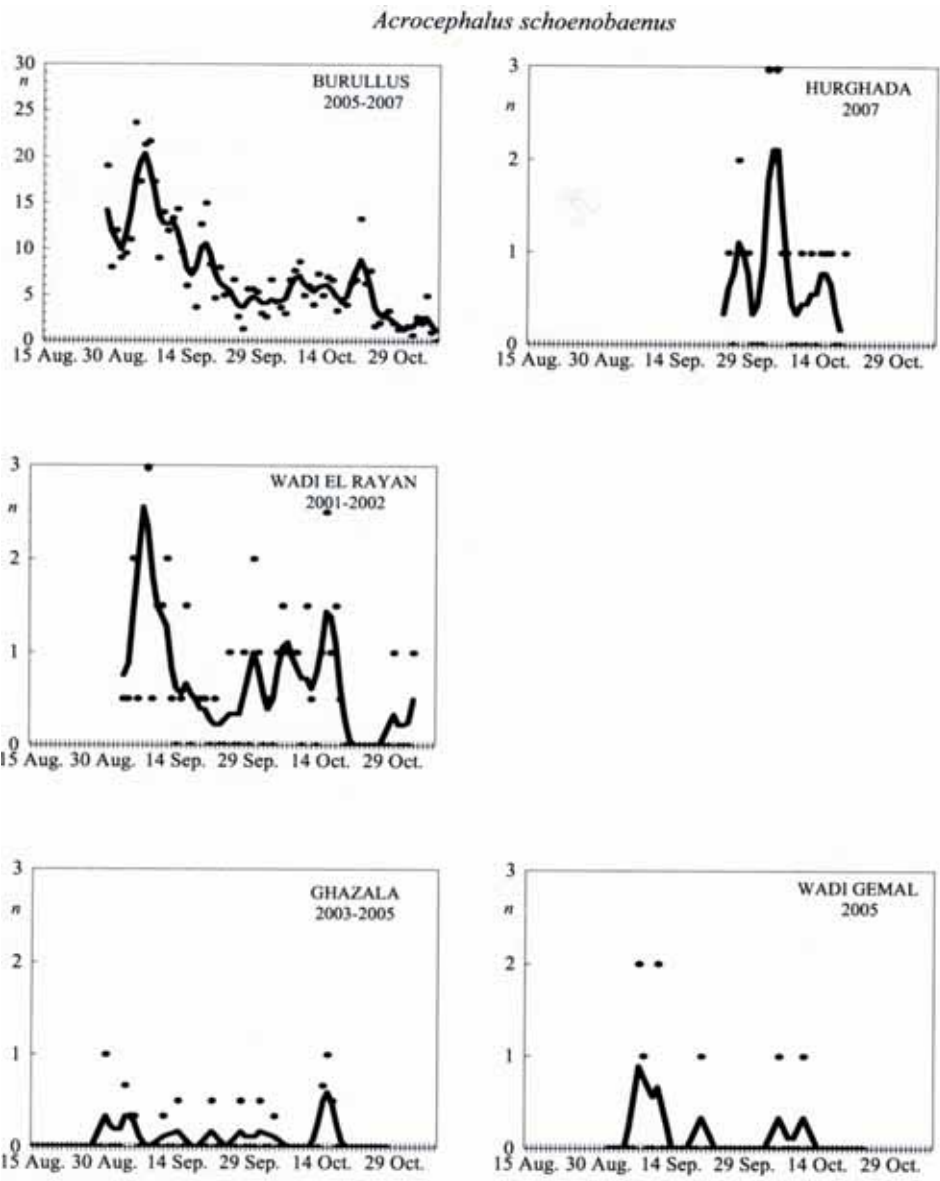 Acrocephalus schoenobaenus
30
n
25
20
15
10
5
0
BURULLUS
2005-2007
15 Aug. 30 Aug. 14 Sep. 29 Sep. 14 Oct. 29 Oct.
3
n
2
1
0
HURGHADA
2007
15 Aug. 30 Aug. 14 Sep. 29 Sep. 14 Oct. 29 Oct.
3
n
2
1
0
WADI EL RAYAN
2001-2002
15 Aug. 30 Aug. 14 Sep. 29 Sep. 14 Oct. 29 Oct.
3
n
2
1
0
GHAZALA
2003-2005
15 Aug. 30 Aug. 14 Sep. 29 Sep. 14 Oct. 29 Oct.
3
n
2
1
0
WADI GEMAL
2005
15 Aug. 30 Aug. 14 Sep. 29 Sep. 14 Oct. 29 Oct.